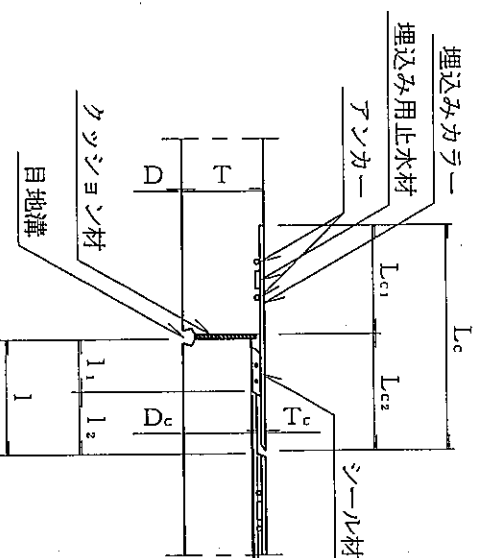 埋込みカラー
埋込み用止水材
アンカー
Lc
Lc1
Lc2
シール材
D
T
Dc
Tc
クッション材
目地溝
l1
l2
l